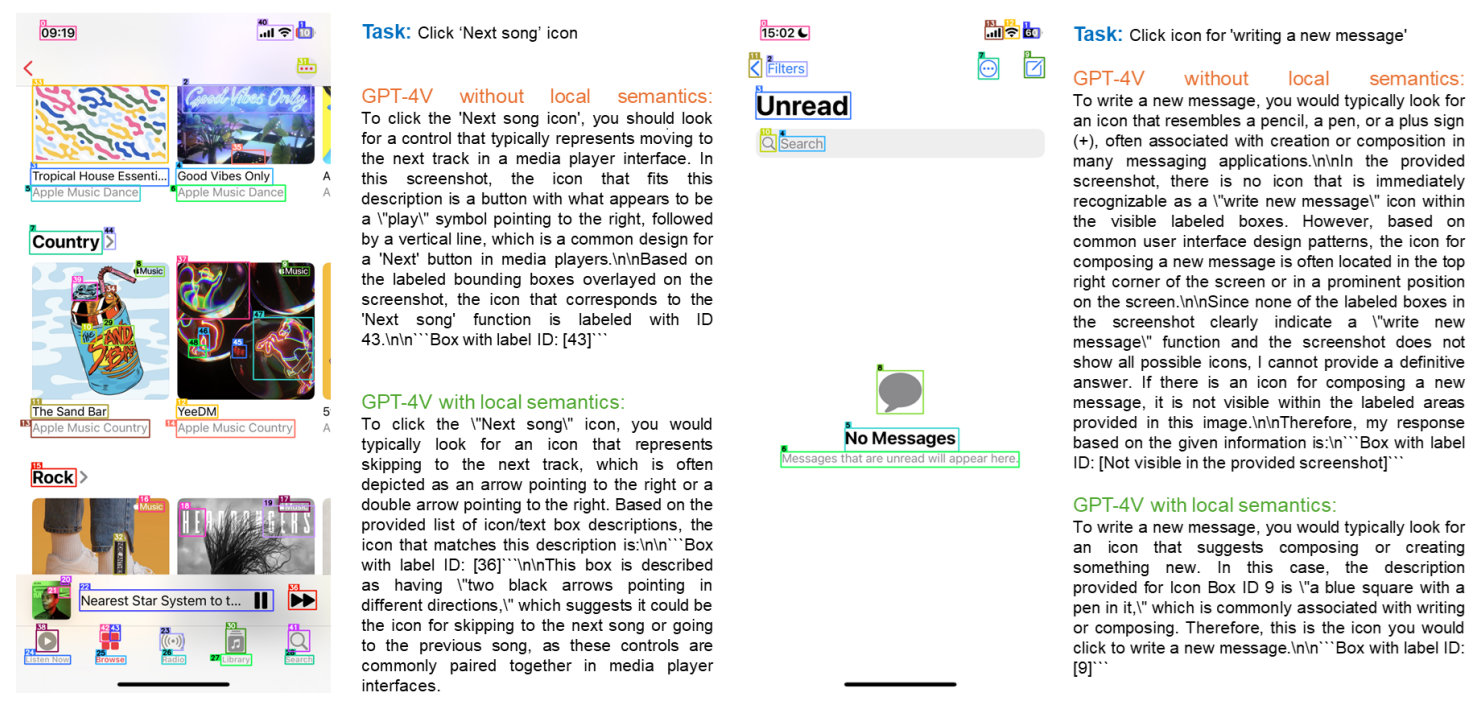 09:19
Tropical House Essenti...
Good Vibes Only
Apple Music Dance
Apple Music Dance
A
Country
Music
Music
THE SAND BAR
The Sand Bar
YeeDM
5
Apple Music Country
Apple Music Country
A
Rock
Music
Music
Nearest Star System to t...
Listen Now
Browse
Radio
Library
Search
Task: Click ‘Next song’ icon
GPT-4V without local semantics:
To click the 'Next song icon', you should look
for a control that typically represents moving to
the next track in a media player interface. In
this screenshot, the icon that fits this
description is a button with what appears to be
a \"play\" symbol pointing to the right, followed
by a vertical line, which is a common design for
a 'Next' button in media players.\n\nBased on
the labeled bounding boxes overlayed on the
screenshot, the icon that corresponds to the
'Next song' function is labeled with ID
43.\n\n```Box with label ID: [43]```
GPT-4V with local semantics:
To click the \"Next song\" icon, you would
typically look for an icon that represents
skipping to the next track, which is often
depicted as an arrow pointing to the right or a
double arrow pointing to the right. Based on the
provided list of icon/text box descriptions, the
icon that matches this description is:\n\n```Box
with label ID: [36]```\n\nThis box is described
as having \"two black arrows pointing in
different directions,\" which suggests it could be
the icon for skipping to the next song or going
to the previous song, as these controls are
commonly paired together in media player
interfaces.
15:02
60
Filters
Unread
Search
No Messages
Messages that are unread will appear here.
Task: Click icon for 'writing a new message'
GPT-4V without local semantics:
To write a new message, you would typically look for
an icon that resembles a pencil, a pen, or a plus sign
(+), often associated with creation or composition in
many messaging applications.\n\nIn the provided
screenshot, there is no icon that is immediately
recognizable as a \"write new message\" icon within
the visible labeled boxes. However, based on
common user interface design patterns, the icon for
composing a new message is often located in the top
right corner of the screen or in a prominent position
on the screen.\n\nSince none of the labeled boxes in
the screenshot clearly indicate a \"write new
message\" function and the screenshot does not
show all possible icons, I cannot provide a definitive
answer. If there is an icon for composing a new
message, it is not visible within the labeled areas
provided in this image.\n\nTherefore, my response
based on the given information is:\n```Box with label
ID: [Not visible in the provided screenshot]```
GPT-4V with local semantics:
To write a new message, you would typically look for
an icon that suggests composing or creating
something new. In this case, the description
provided for Icon Box ID 9 is \"a blue square with a
pen in it,\" which is commonly associated with writing
or composing. Therefore, this is the icon you would
click to write a new message.\n\n```Box with label ID:
[9]```